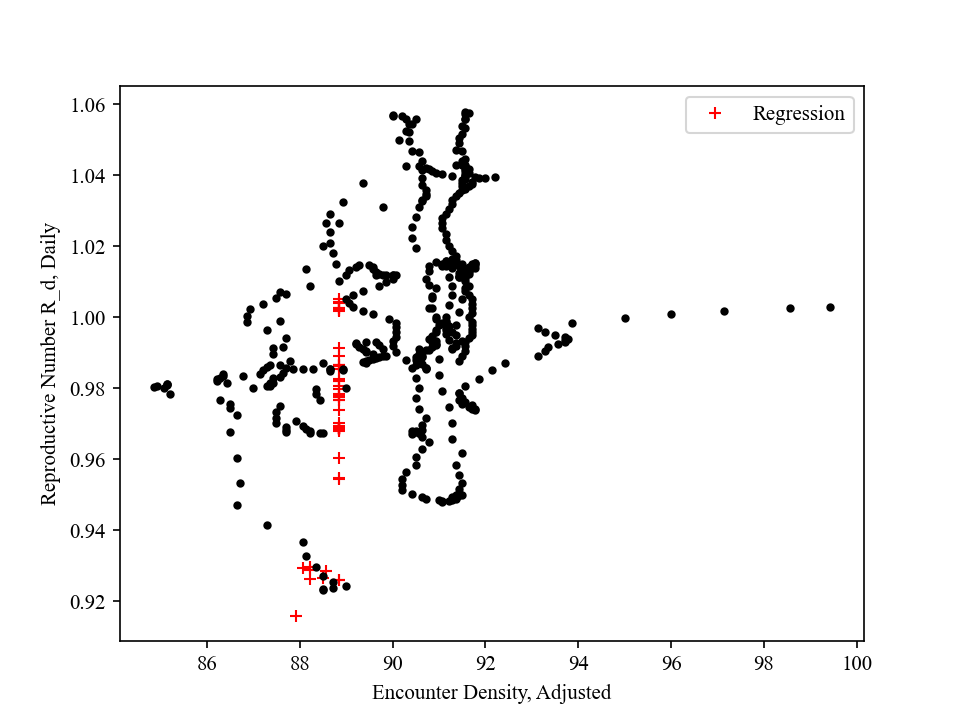 Regression
1.06
1.04
1.02
1.00
0.98
0.96
0.94
0.92
Reproductive Number R_d, Daily
86 88 90 92 94 96 98 100
Encounter Density, Adjusted